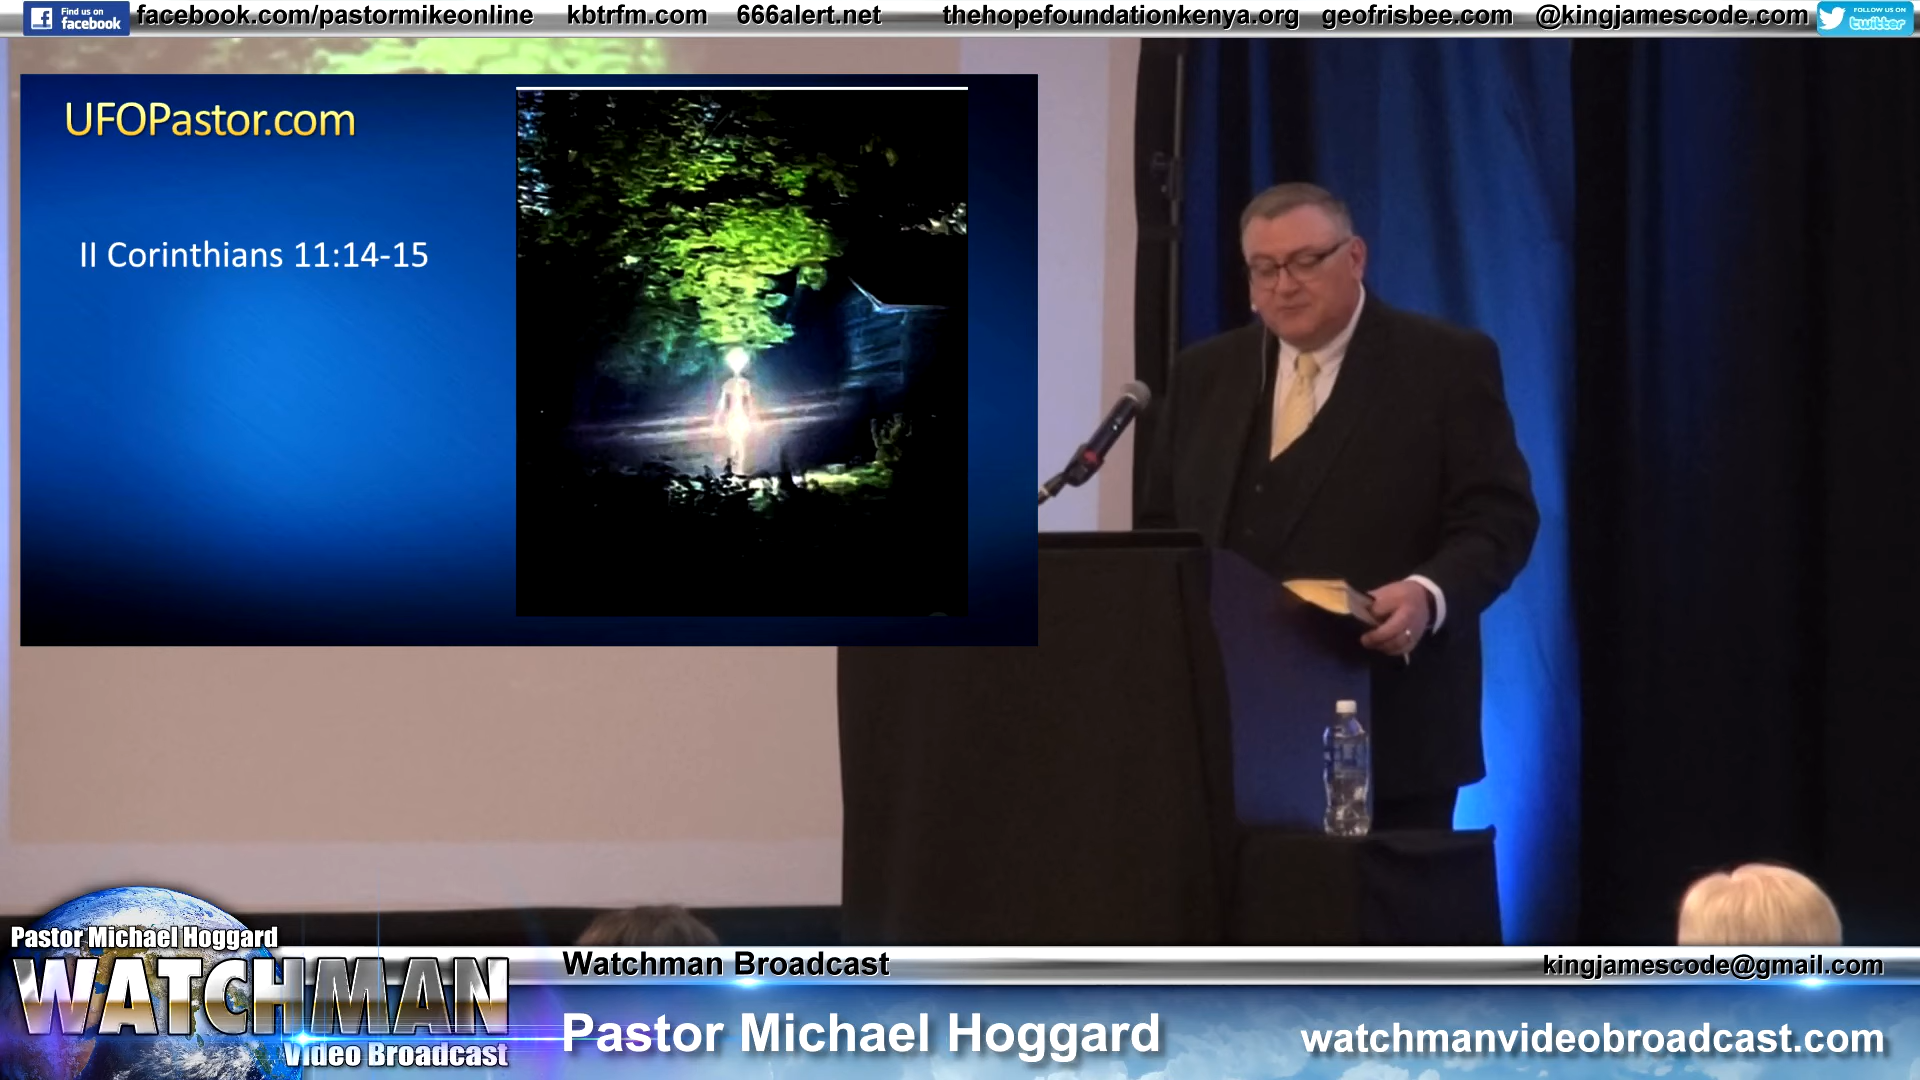 Find us on
facebook
facebook.com/pastormikeonline kbtrfm.com 666alert.net thehopefoundationkenya.org geofrisbee.com @kingjamescode.com
FOLLOW US ON
twitter
UFOPastor.com
II Corinthians 11:14-15
Pastor Michael Hoggard
WATCHMAN
Video Broadcast
Watchman Broadcast
kingjamescode@gmail.com
Pastor Michael Hoggard
watchmanvideobroadcast.com